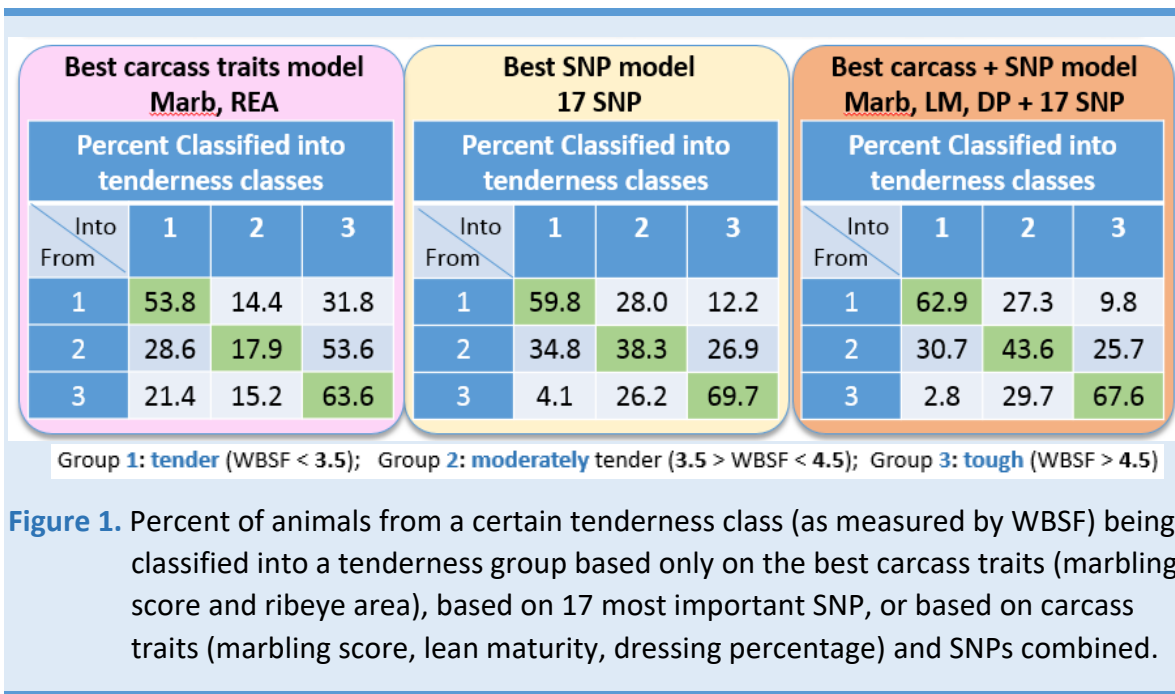 Best carcass traits model
Marb, REA
Percent Classified into
tenderness classes
Into 1 2 3
From
1 53.8 14.4 31.8
2 28.6 17.9 53.6
3 21.4 15.2 63.6
Best SNP model
17 SNP
Percent Classified into
tenderness classes
Into 1 2 3
From
1 59.8 28.0 12.2
2 34.8 38.3 26.9
3 4.1 26.2 69.7
Best carcass + SNP model
Marb, LM, DP + 17 SNP
Percent Classified into
tenderness classes
Into 1 2 3
From
1 62.9 27.3 9.8
2 30.7 43.6 25.7
3 2.8 29.7 67.6
Group 1: tender (WBSF < 3.5); Group 2: moderately tender (3.5 > WBSF < 4.5); Group 3: tough (WBSF > 4.5)
Figure 1. Percent of animals from a certain tenderness class (as measured by WBSF) being
classified into a tenderness group based only on the best carcass traits (marbling
score and ribeye area), based on 17 most important SNP, or based on carcass
traits (marbling score, lean maturity, dressing percentage) and SNPs combined.